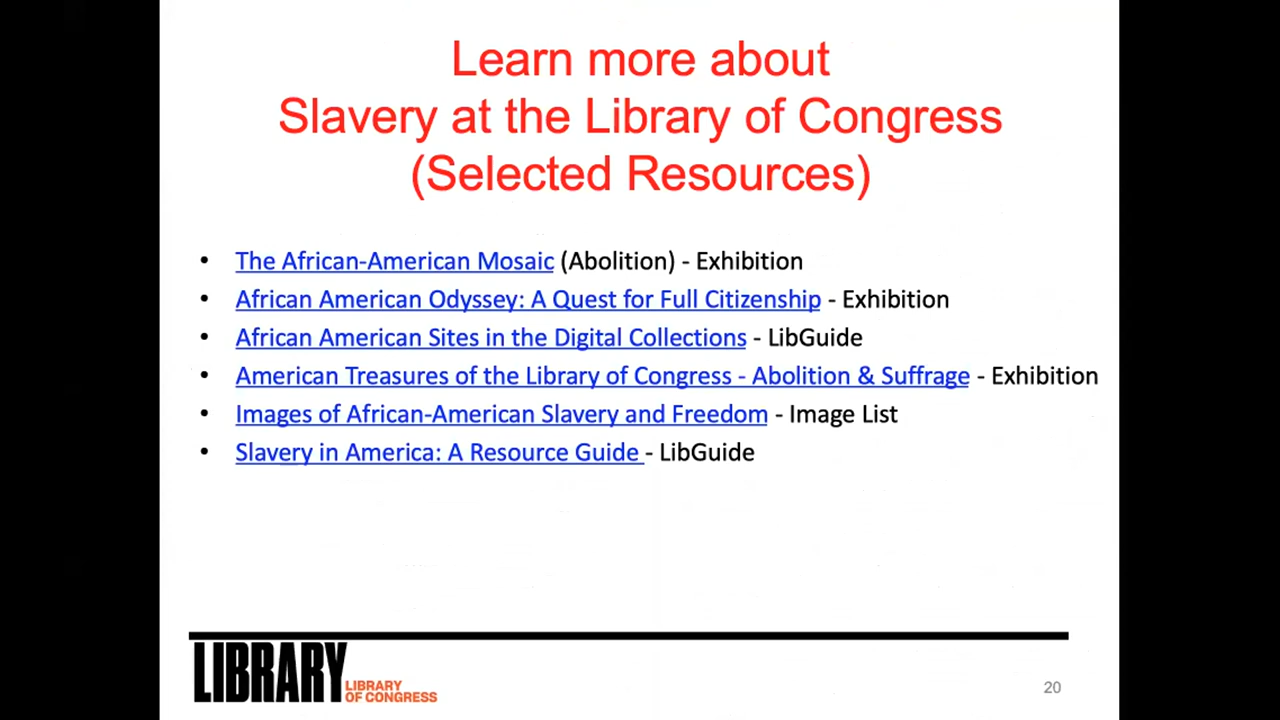 Learn more about
Slavery at the Library of Congress
(Selected Resources)
• The African-American Mosaic (Abolition) - Exhibition
• African American Odyssey: A Quest for Full Citizenship - Exhibition
• African American Sites in the Digital Collections - LibGuide
• American Treasures of the Library of Congress - Abolition & Suffrage - Exhibition
• Images of African-American Slavery and Freedom - Image List
• Slavery in America: A Resource Guide - LibGuide
LIBRARY
LIBRARY
OF CONGRESS
20